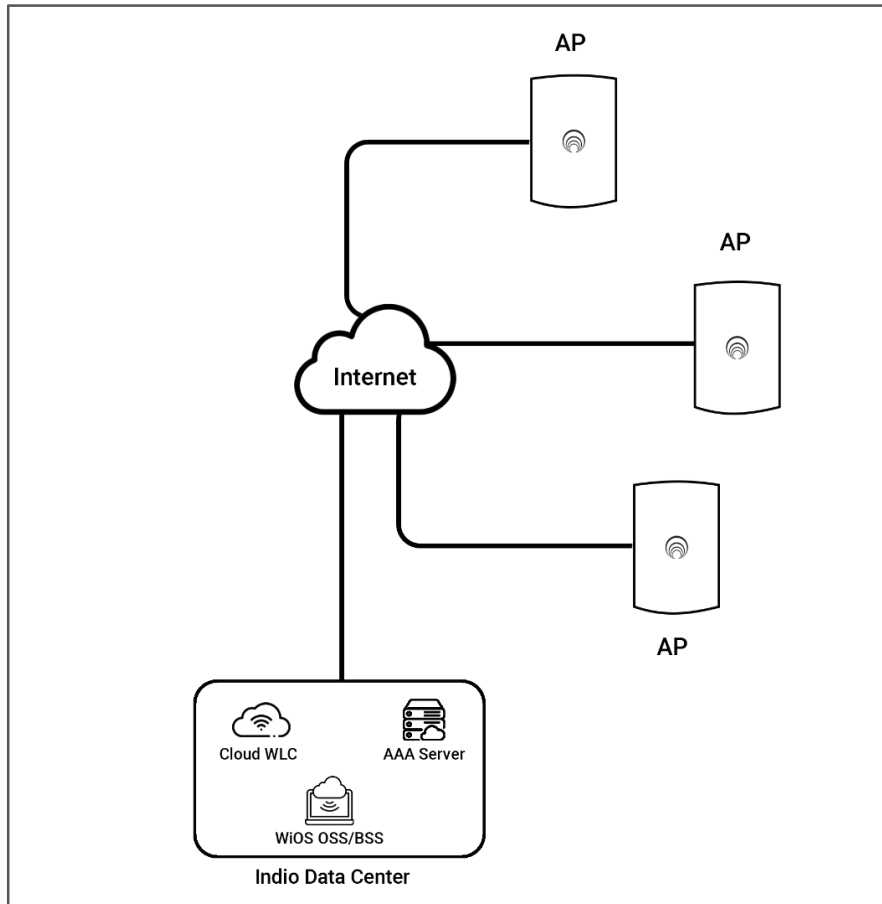 AP
AP
Internet
AP
Cloud WLC
AAA Server
WiOS OSS/BSS
Indio Data Center